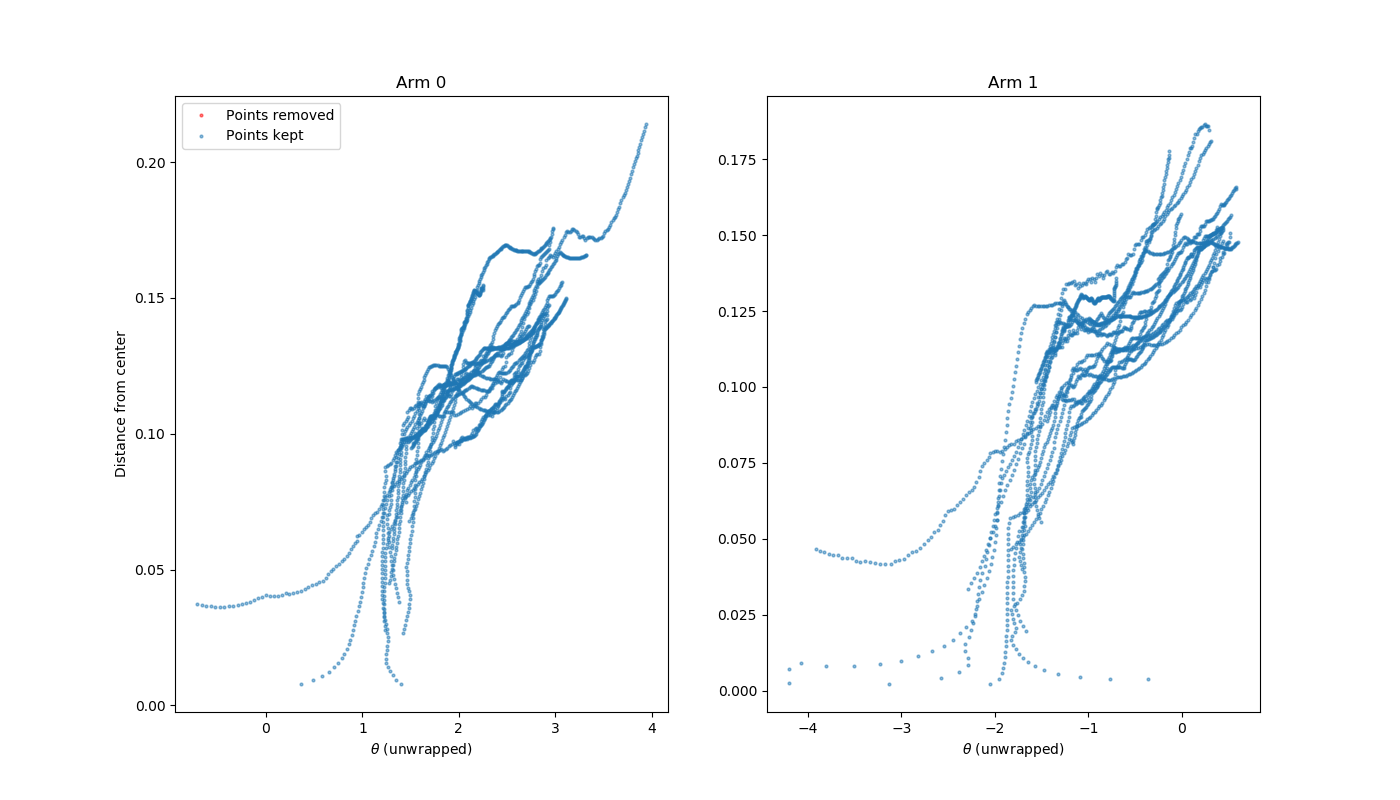 Arm 0
Points removed
Points kept
0.20
0.15
0.10
0.05
0.00
Distance from center
0 1 2 3 4
θ (unwrapped)
Arm 1
0.175
0.150
0.125
0.100
0.075
0.050
0.025
0.000
−4 −3 −2 −1 0
θ (unwrapped)